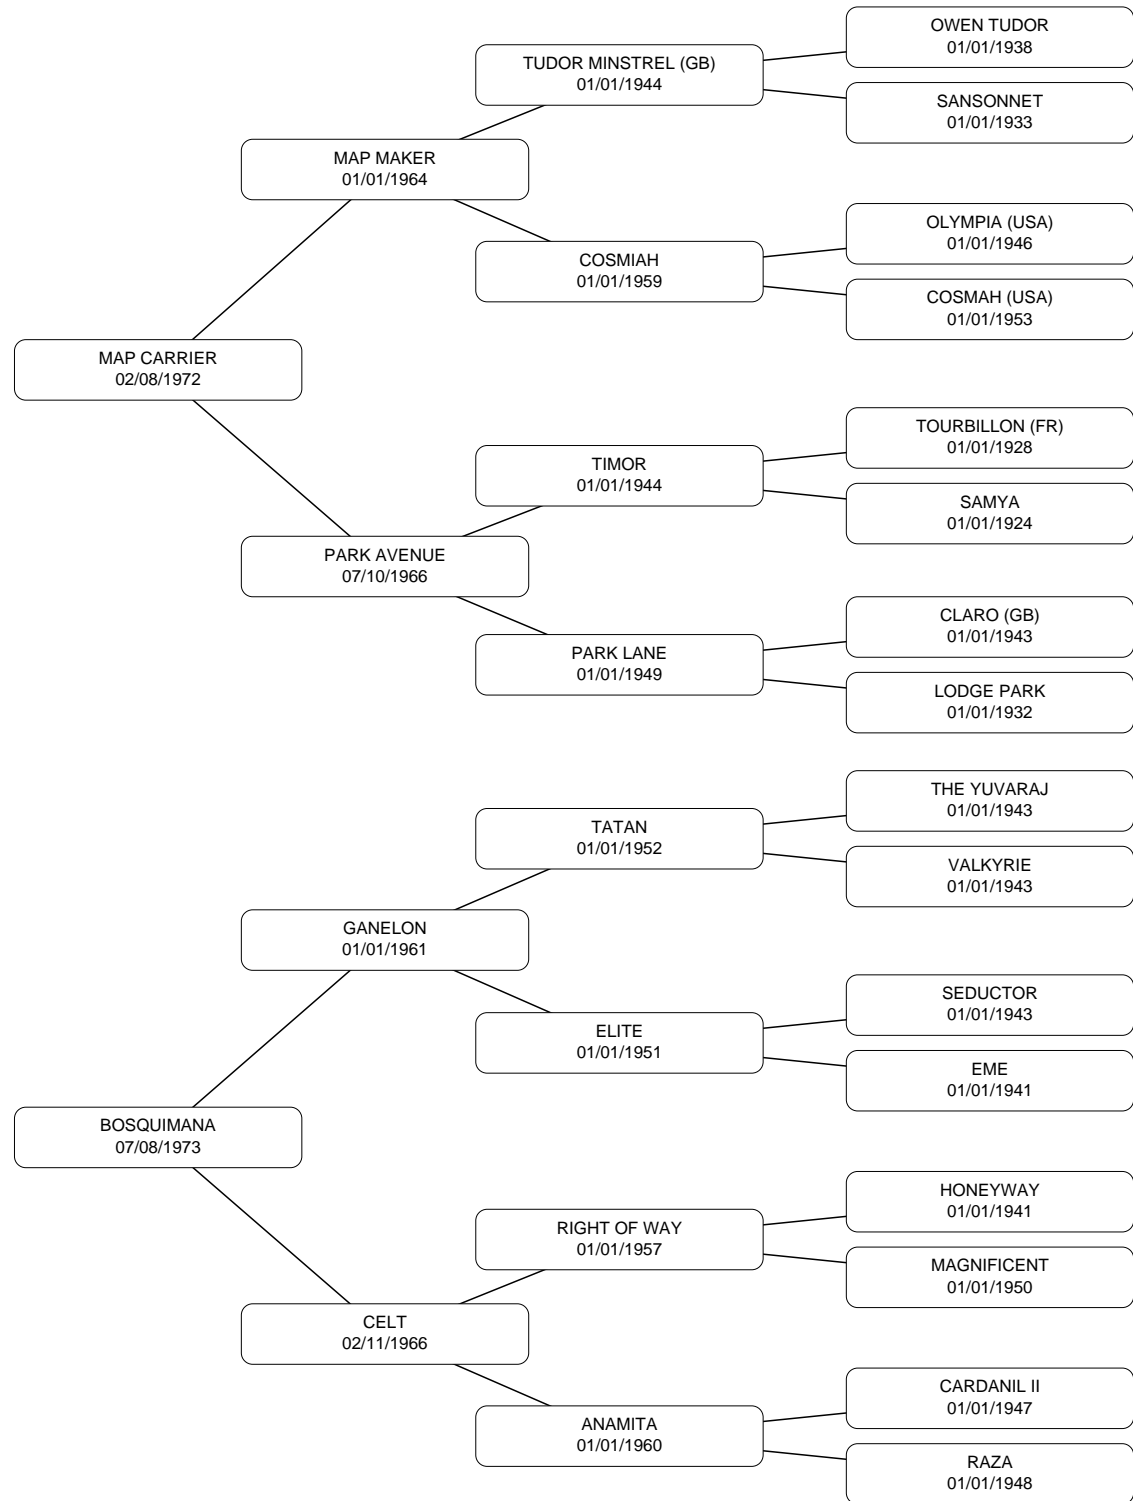 OWEN TUDOR
01/01/1938
TUDOR MINSTREL (GB)
01/01/1944
SANSONNET
01/01/1933
MAP MAKER
01/01/1964
OLYMPIA (USA)
01/01/1946
COSMIAH
01/01/1959
COSMAH (USA)
01/01/1953
MAP CARRIER
02/08/1972
TOURBILLON (FR)
01/01/1928
TIMOR
01/01/1944
SAMYA
01/01/1924
PARK AVENUE
07/10/1966
CLARO (GB)
01/01/1943
PARK LANE
01/01/1949
LODGE PARK
01/01/1932
THE YUVARAJ
01/01/1943
TATAN
01/01/1952
VALKYRIE
01/01/1943
GANELON
01/01/1961
SEDUCTOR
01/01/1943
ELITE
01/01/1951
EME
01/01/1941
BOSQUIMANA
07/08/1973
HONEYWAY
01/01/1941
RIGHT OF WAY
01/01/1957
MAGNIFICENT
01/01/1950
CELT
02/11/1966
CARDANIL II
01/01/1947
ANAMITA
01/01/1960
RAZA
01/01/1948